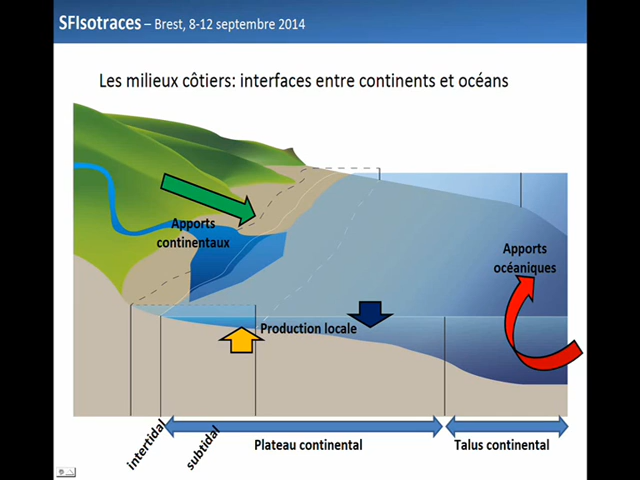 SFIsotraces – Brest, 8-12 septembre 2014
Les milieux côtiers: interfaces entre continents et océans
Apports
continentaux
Apports
océaniques
Production locale
intertidal
subtidal
Plateau continental
Talus continental